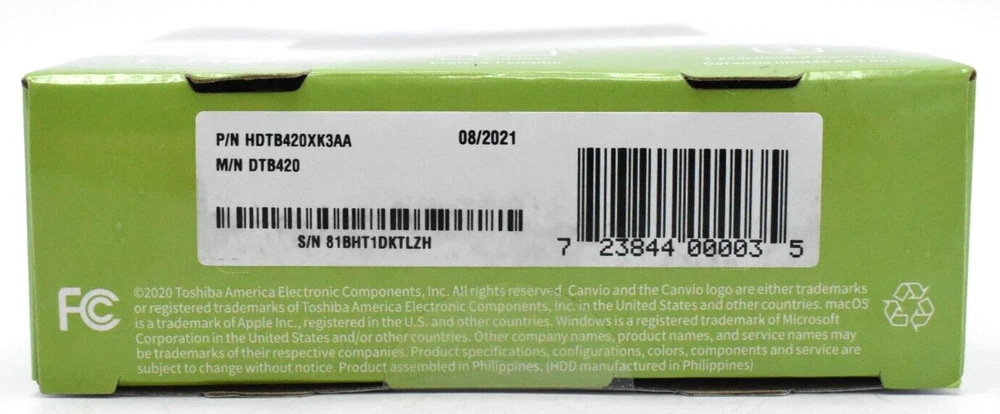 P/N HDTB420XK3AA
08/2021
M/N DTB420
S/N 81BHT1DKTLZH
7 23844 00003 5
FC
©2020 Toshiba America Electronic Components, Inc. All rights reserved. Canvio and the Canvio logo are either trademarks
or registered trademarks of Toshiba America Electronic Components, Inc. in the United States and other countries. macOS
is a trademark of Apple Inc., registered in the U.S. and other countries. Windows is a registered trademark of Microsoft
Corporation in the United States and/or other countries. Other company names, product names, and service names may
be trademarks of their respective companies. Product specifications, configurations, colors, components and service are
subject to change without notice. Product assembled in Philippines. (HDD manufactured in Philippines)